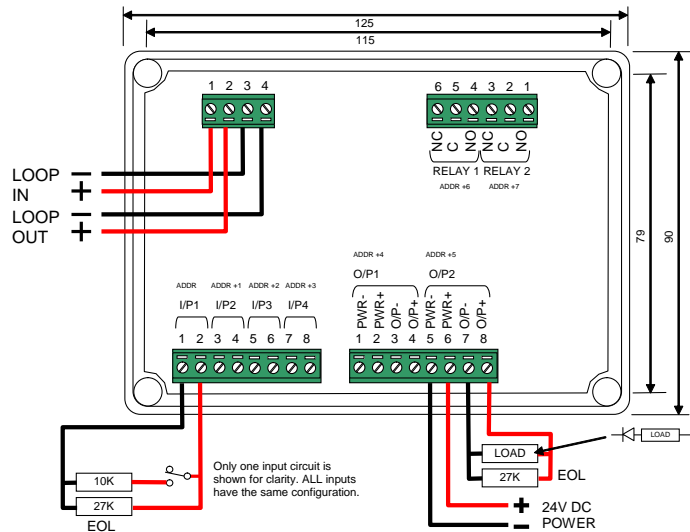 125
115
1 2 3 4
6 5 4 3 2 1
NC C NO NC C NO
RELAY 1 RELAY 2
ADDR +6 ADDR +7
LOOP −
IN +
LOOP −
OUT +
79
90
ADDR ADDR +1 ADDR +2 ADDR +3
I/P1 I/P2 I/P3 I/P4
1 2 3 4 5 6 7 8
ADDR +4 ADDR +5
O/P1 O/P2
PWR- PWR+ O/P- O/P+ PWR- PWR+ O/P- O/P+
1 2 3 4 5 6 7 8
10K
27K
EOL
Only one input circuit is
shown for clarity. ALL inputs
have the same configuration.
LOAD
LOAD
27K
EOL
+ 24V DC
− POWER